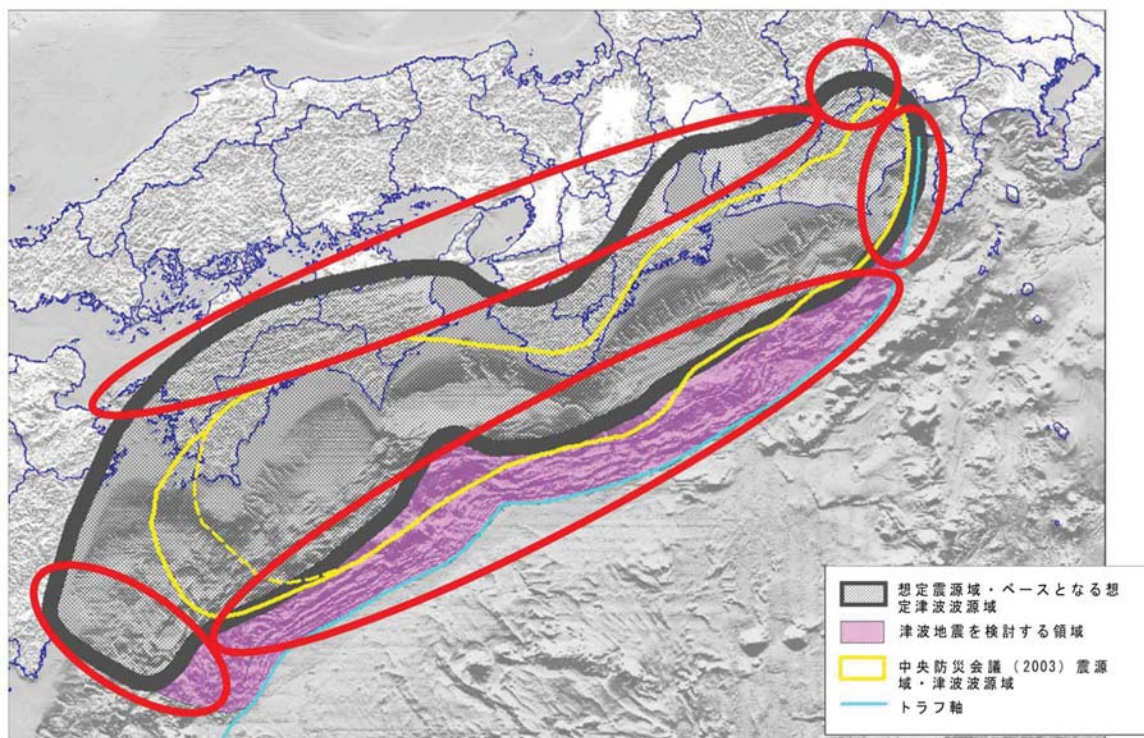 想定震源域・ベースとなる想
定津波波源域
津波地震を検討する領域
中央防災会議（2003）震源
域・津波波源域
トラフ軸